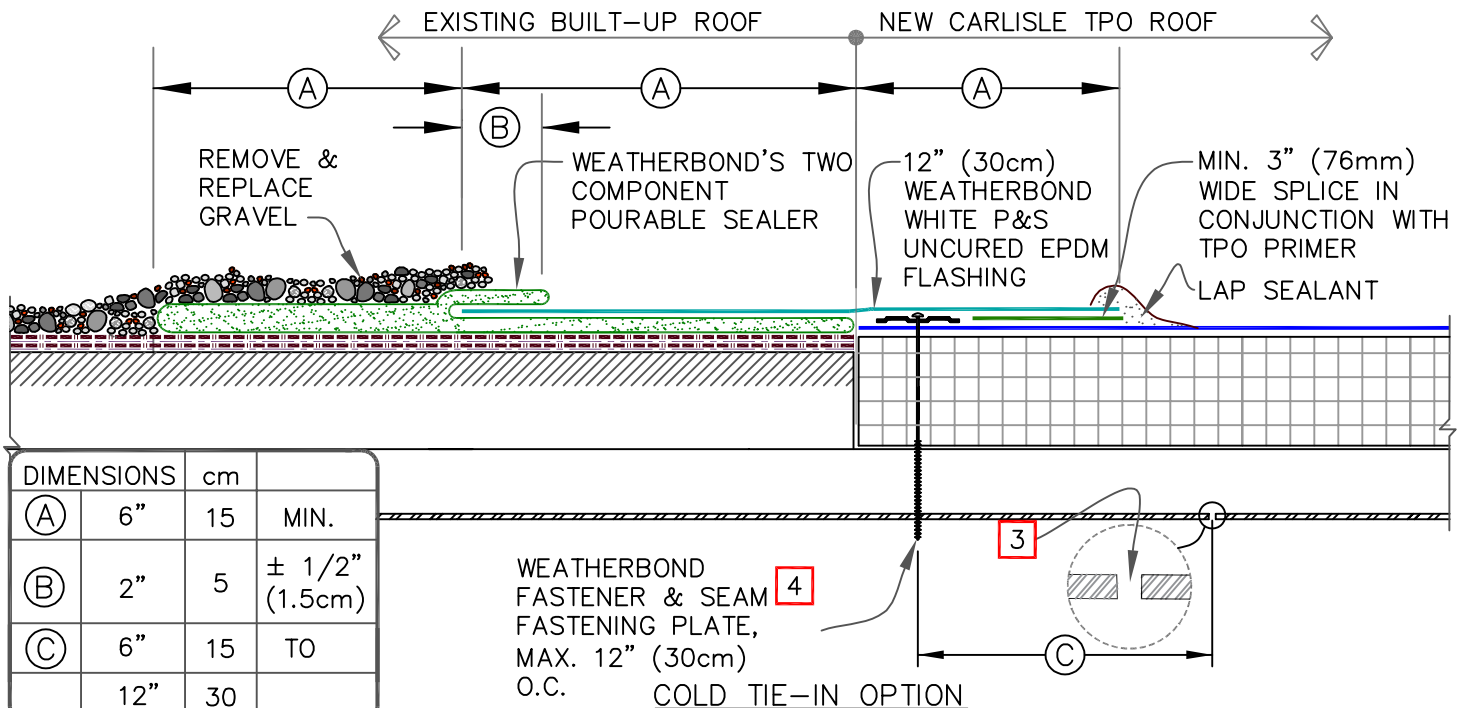 EXISTING BUILT-UP ROOF
NEW CARLISLE TPO ROOF
A
A
A
B
REMOVE &
REPLACE
GRAVEL
WEATHERBOND'S TWO
COMPONENT
POURABLE SEALER
12" (30cm)
WEATHERBOND
WHITE P&S
UNCURED EPDM
FLASHING
MIN. 3" (76mm)
WIDE SPLICE IN
CONJUNCTION WITH
TPO PRIMER
LAP SEALANT
DIMENSIONS cm
A 6" 15 MIN.
B 2" 5 ± 1/2"
(1.5cm)
C 6" 15 TO
12" 30
WEATHERBOND
FASTENER & SEAM 4
FASTENING PLATE,
MAX. 12" (30cm)
O.C.
3
C
COLD TIE-IN OPTION